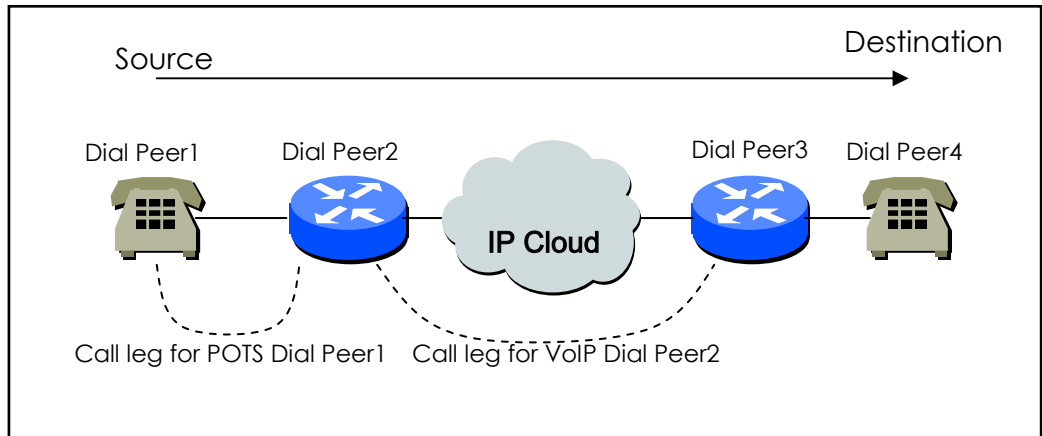 Source
Destination
Dial Peer1
Dial Peer2
Dial Peer3
Dial Peer4
IP Cloud
Call leg for POTS Dial Peer1
Call leg for VoIP Dial Peer2